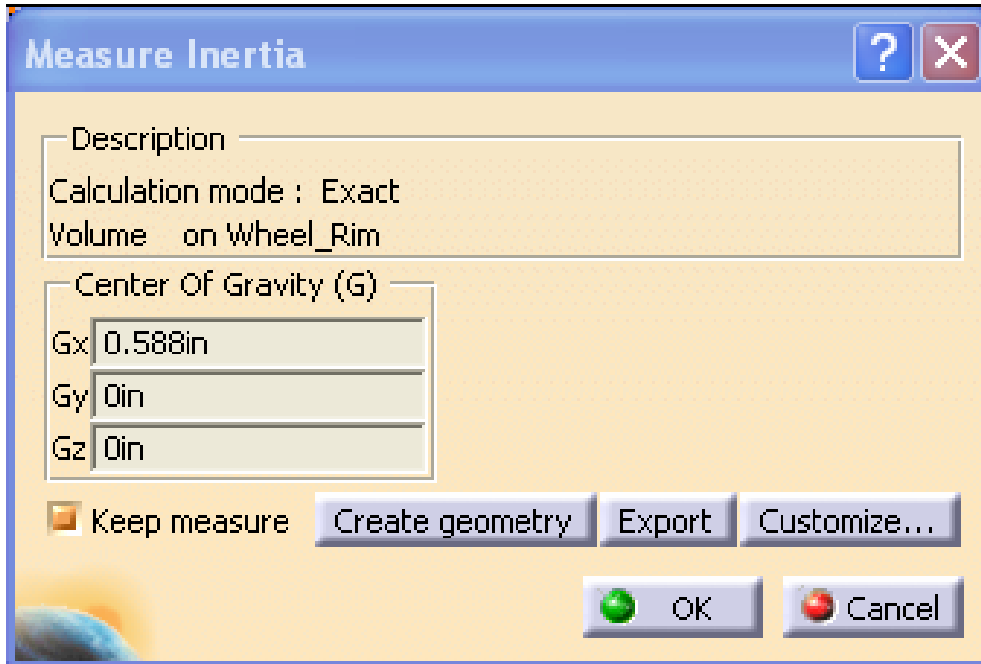 Measure Inertia ?
Description
Calculation mode : Exact
Volume on Wheel_Rim
Center Of Gravity (G)
Gx 0.588in
Gy 0in
Gz 0in
Keep measure Create geometry Export Customize...
OK Cancel